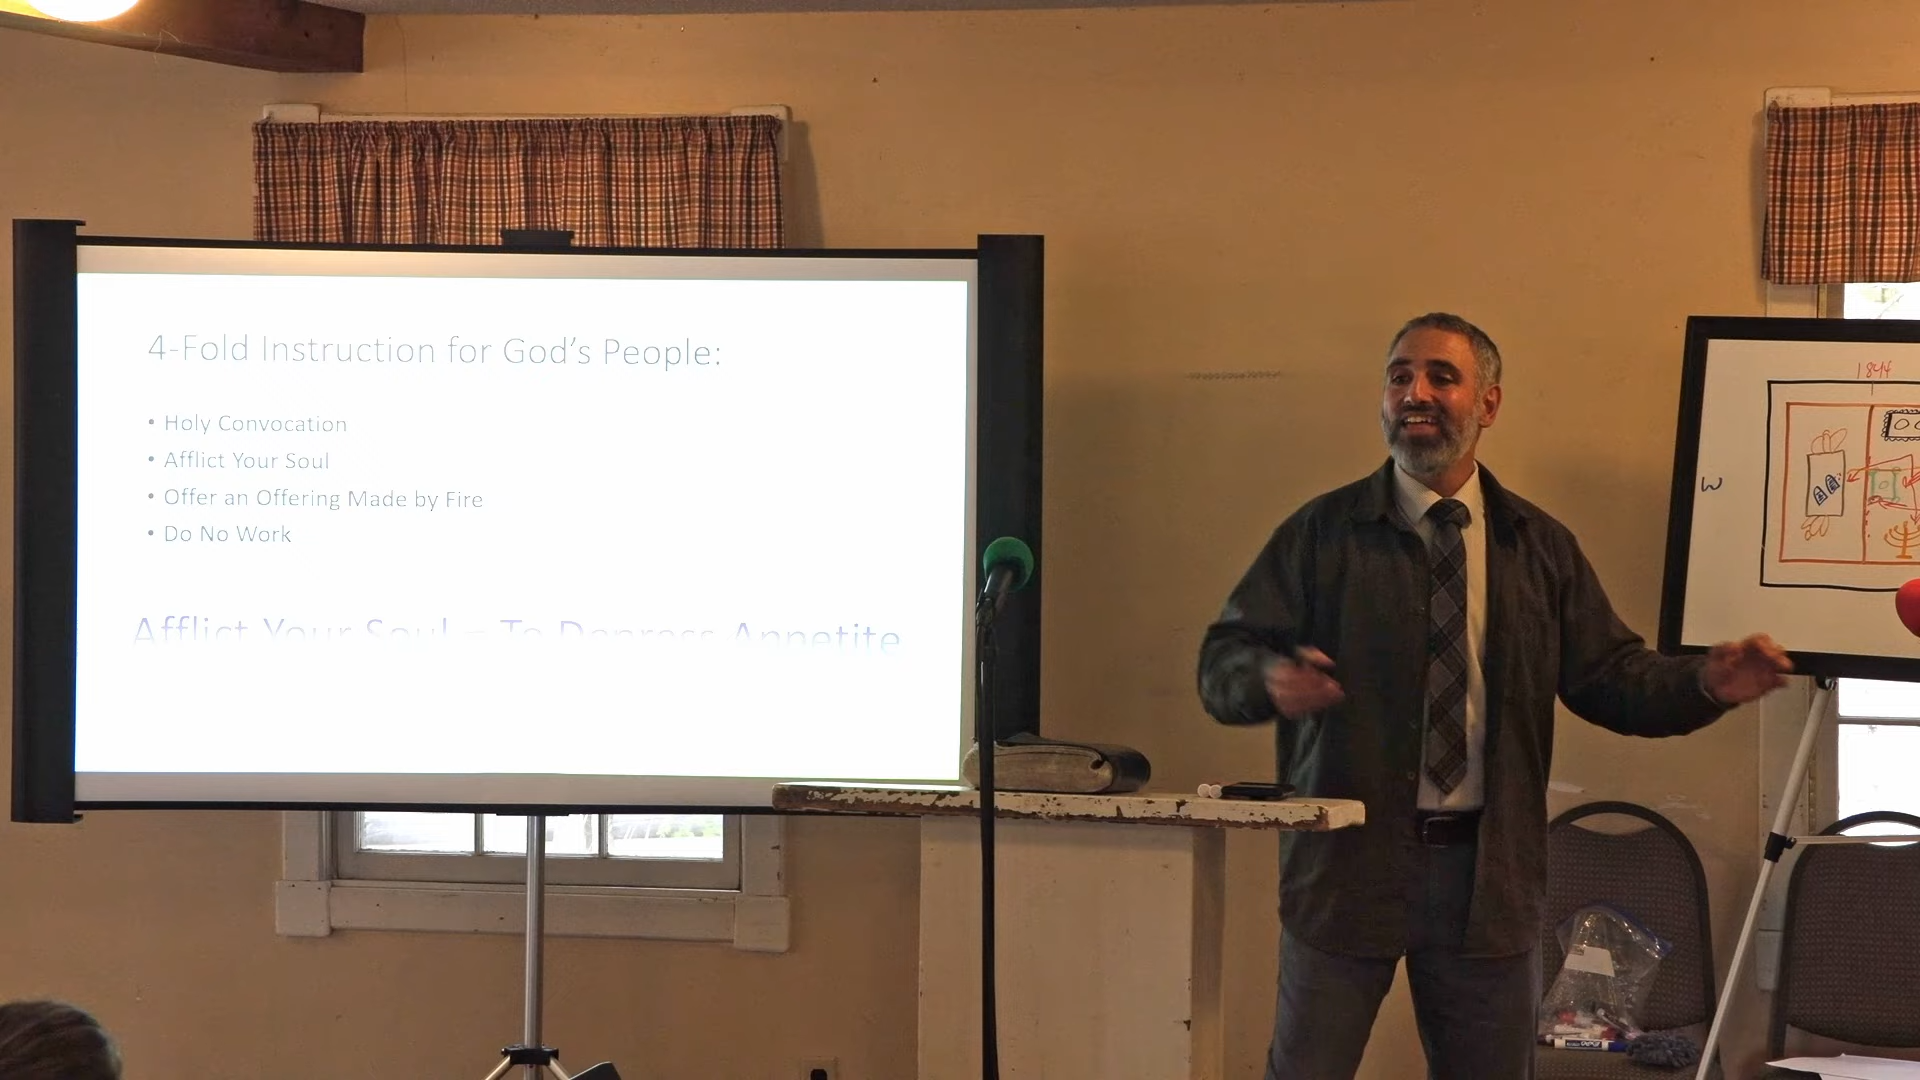 4-Fold Instruction for God's People:
• Holy Convocation
• Afflict Your Soul
• Offer an Offering Made by Fire
• Do No Work
Afflict Your Soul = To Depress Appetite
1844
W